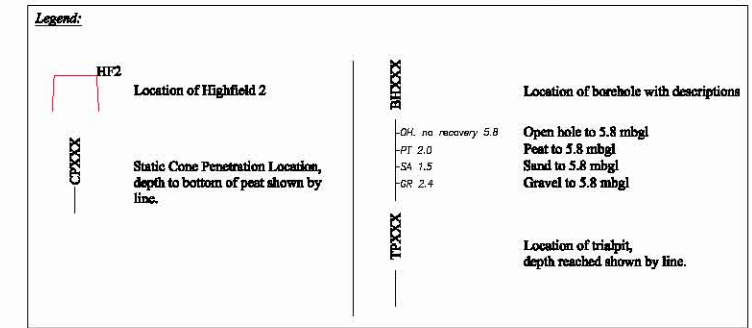 Legend:
HF2
Location of Highfield 2
CPXXX
Static Cone Penetration Location,
depth to bottom of peat shown by
line.
BHXXX
Location of borehole with descriptions
OH. no recovery 5.8
Open hole to 5.8 mbgl
PT 2.0
Peat to 5.8 mbgl
SA 1.5
Sand to 5.8 mbgl
GR 2.4
Gravel to 5.8 mbgl
TPXXX
Location of trialpit,
depth reached shown by line.